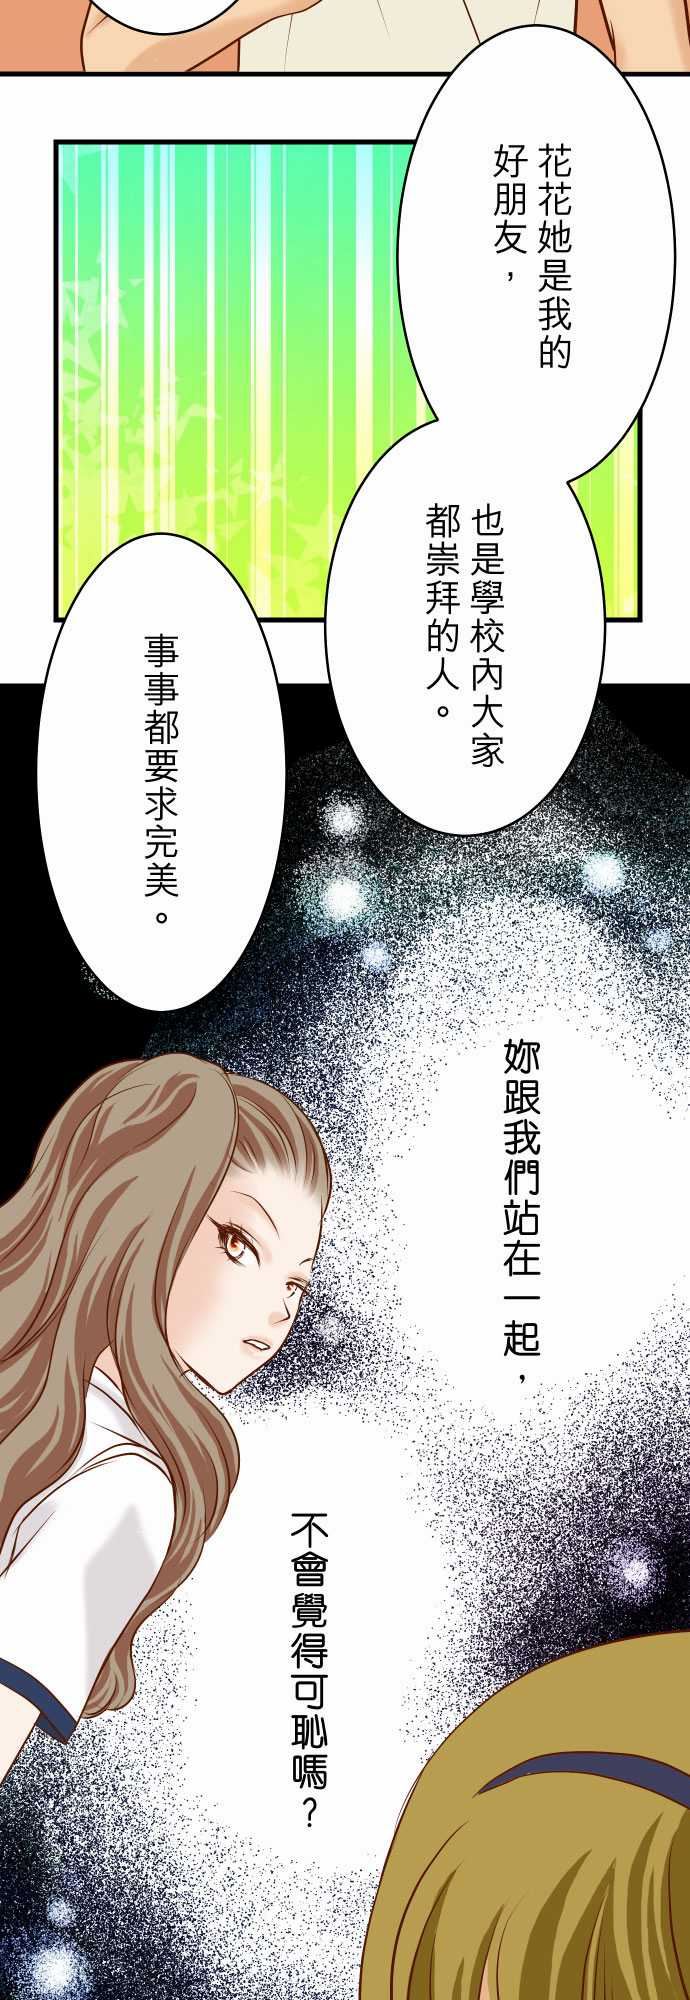 花花她是我的
好朋友，
也是學校內大家
都崇拜的人。
事事都要求完美。
妳跟我們站在一起，
不會覺得可恥嗎？